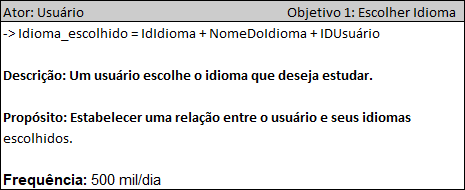 Ator: Usuário Objetivo 1: Escolher Idioma
-> Idioma_escolhido = IdIdioma + NomeDoIdioma + IDUsuário
Descrição: Um usuário escolhe o idioma que deseja estudar.
Propósito: Estabelecer uma relação entre o usuário e seus idiomas
escolhidos.
Frequência: 500 mil/dia